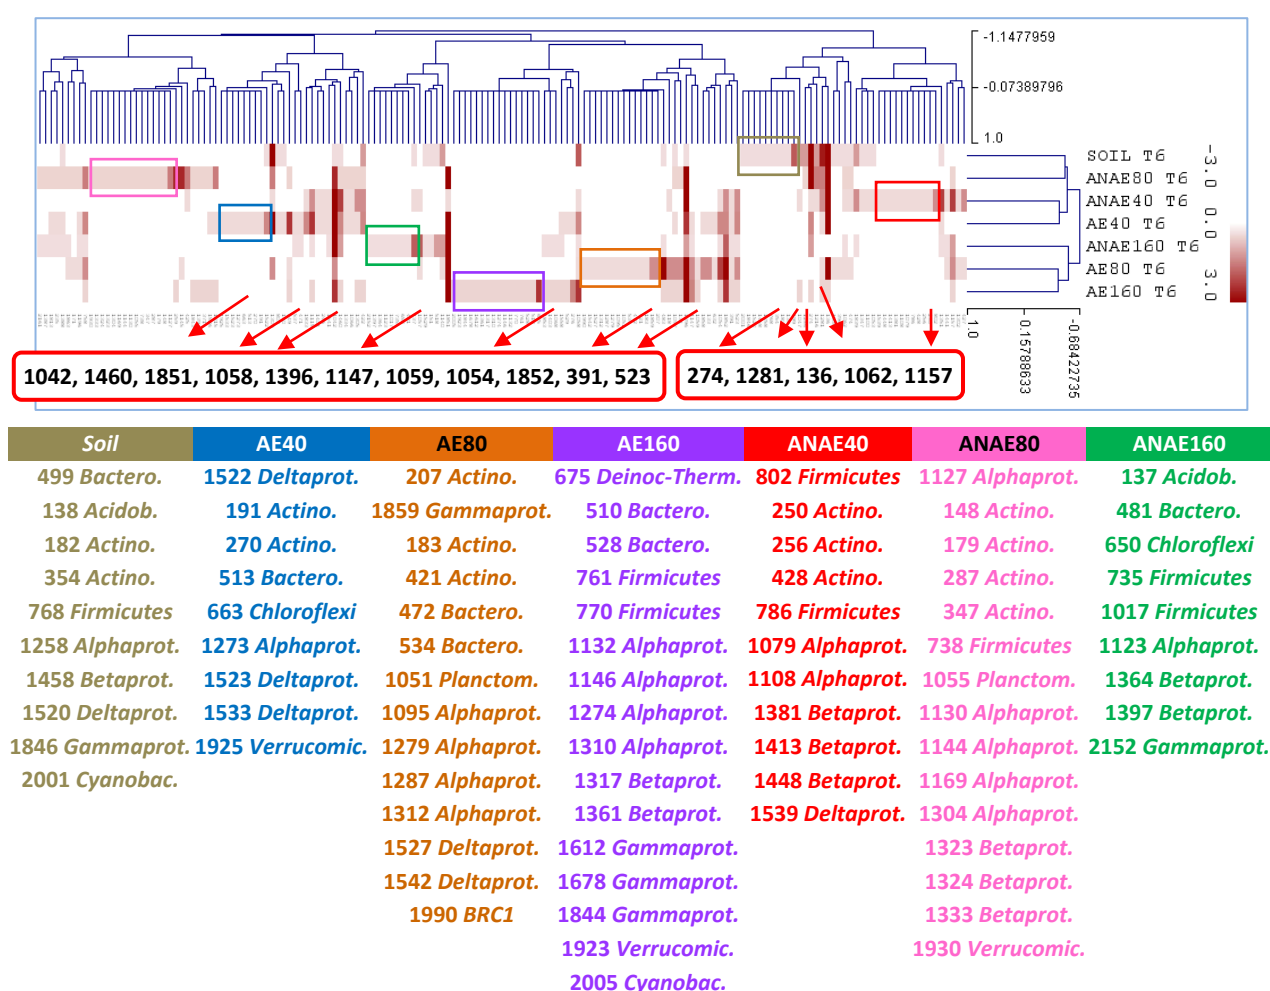 -1.1477959
-0.07389796
1.0
SOIL T6
ANAE80 T6
ANAE40 T6
AE40 T6
ANAE160 T6
AE80 T6
AE160 T6
-3.0 0.0 3.0
1.0
0.15788633
-0.68422735
1042, 1460, 1851, 1058, 1396, 1147, 1059, 1054, 1852, 391, 523
274, 1281, 136, 1062, 1157
Soil AE40 AE80 AE160 ANAE40 ANAE80 ANAE160
499 Bactero. 1522 Deltaprot. 207 Actino. 675 Deinoc-Therm. 802 Firmicutes 1127 Alphaprot. 137 Acidob.
138 Acidob. 191 Actino. 1859 Gammaprot. 510 Bactero. 250 Actino. 148 Actino. 481 Bactero.
182 Actino. 270 Actino. 183 Actino. 528 Bactero. 256 Actino. 179 Actino. 650 Chloroflexi
354 Actino. 513 Bactero. 421 Actino. 761 Firmicutes 428 Actino. 287 Actino. 735 Firmicutes
768 Firmicutes 663 Chloroflexi 472 Bactero. 770 Firmicutes 786 Firmicutes 347 Actino. 1017 Firmicutes
1258 Alphaprot. 1273 Alphaprot. 534 Bactero. 1132 Alphaprot. 1079 Alphaprot. 738 Firmicutes 1123 Alphaprot.
1458 Betaprot. 1523 Deltaprot. 1051 Planctom. 1146 Alphaprot. 1108 Alphaprot. 1055 Planctom. 1364 Betaprot.
1520 Deltaprot. 1533 Deltaprot. 1095 Alphaprot. 1274 Alphaprot. 1381 Betaprot. 1130 Alphaprot. 1397 Betaprot.
1846 Gammaprot. 1925 Verrucomic. 1279 Alphaprot. 1310 Alphaprot. 1413 Betaprot. 1144 Alphaprot. 2152 Gammaprot.
2001 Cyanobac. 1287 Alphaprot. 1317 Betaprot. 1448 Betaprot. 1169 Alphaprot.
1312 Alphaprot. 1361 Betaprot. 1539 Deltaprot. 1304 Alphaprot.
1527 Deltaprot. 1612 Gammaprot. 1323 Betaprot.
1542 Deltaprot. 1678 Gammaprot. 1324 Betaprot.
1990 BRC1 1844 Gammaprot. 1333 Betaprot.
1923 Verrucomic. 1930 Verrucomic.
2005 Cyanobac.